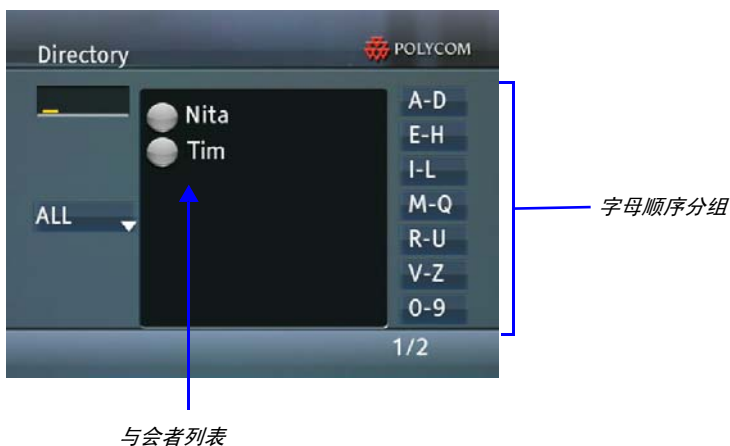 Directory
POLYCOM
Nita
Tim
ALL
A-D
E-H
I-L
M-Q
R-U
V-Z
0-9
1/2
字母顺序分组
与会者列表